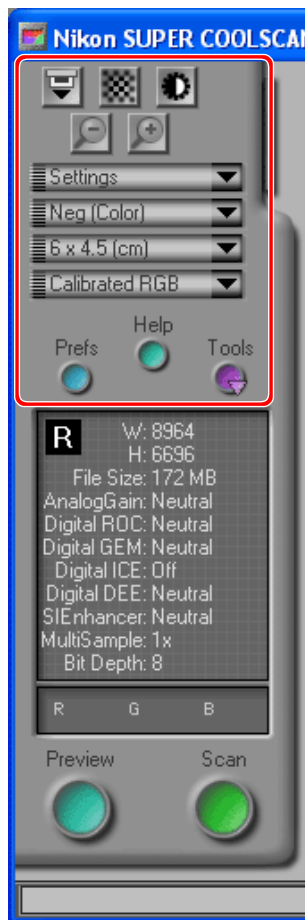 Nikon SUPER COOLSCAN
Settings
Neg (Color)
6 x 4.5 (cm)
Calibrated RGB
Help
Prefs
Tools
R
W: 8964
H: 6696
File Size: 172 MB
AnalogGain: Neutral
Digital ROC: Neutral
Digital GEM: Neutral
Digital ICE: Off
Digital DEE: Neutral
SIEnhancer: Neutral
MultiSample: 1x
Bit Depth: 8
R G B
Preview Scan